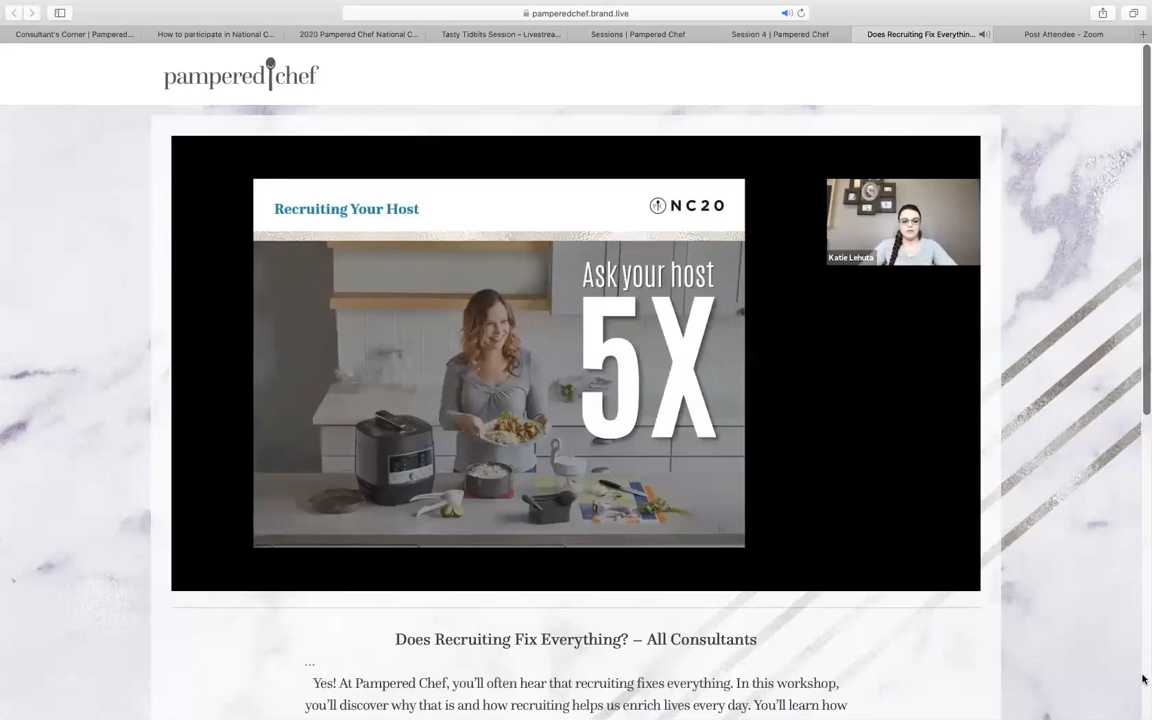 pamperedchef.brand.live
Consultant's Corner | Pampered...
How to participate in National C...
2020 Pampered Chef National C...
Tasty Tidbits Session – Livestrea...
Sessions | Pampered Chef
Session 4 | Pampered Chef
Does Recruiting Fix Everythin...
Post Attendee - Zoom
pampered chef
Recruiting Your Host
NC20
Ask your host
5X
Katie Lehuta
Does Recruiting Fix Everything? – All Consultants
...
Yes! At Pampered Chef, you'll often hear that recruiting fixes everything. In this workshop,
you'll discover why that is and how recruiting helps us enrich lives every day. You'll learn how